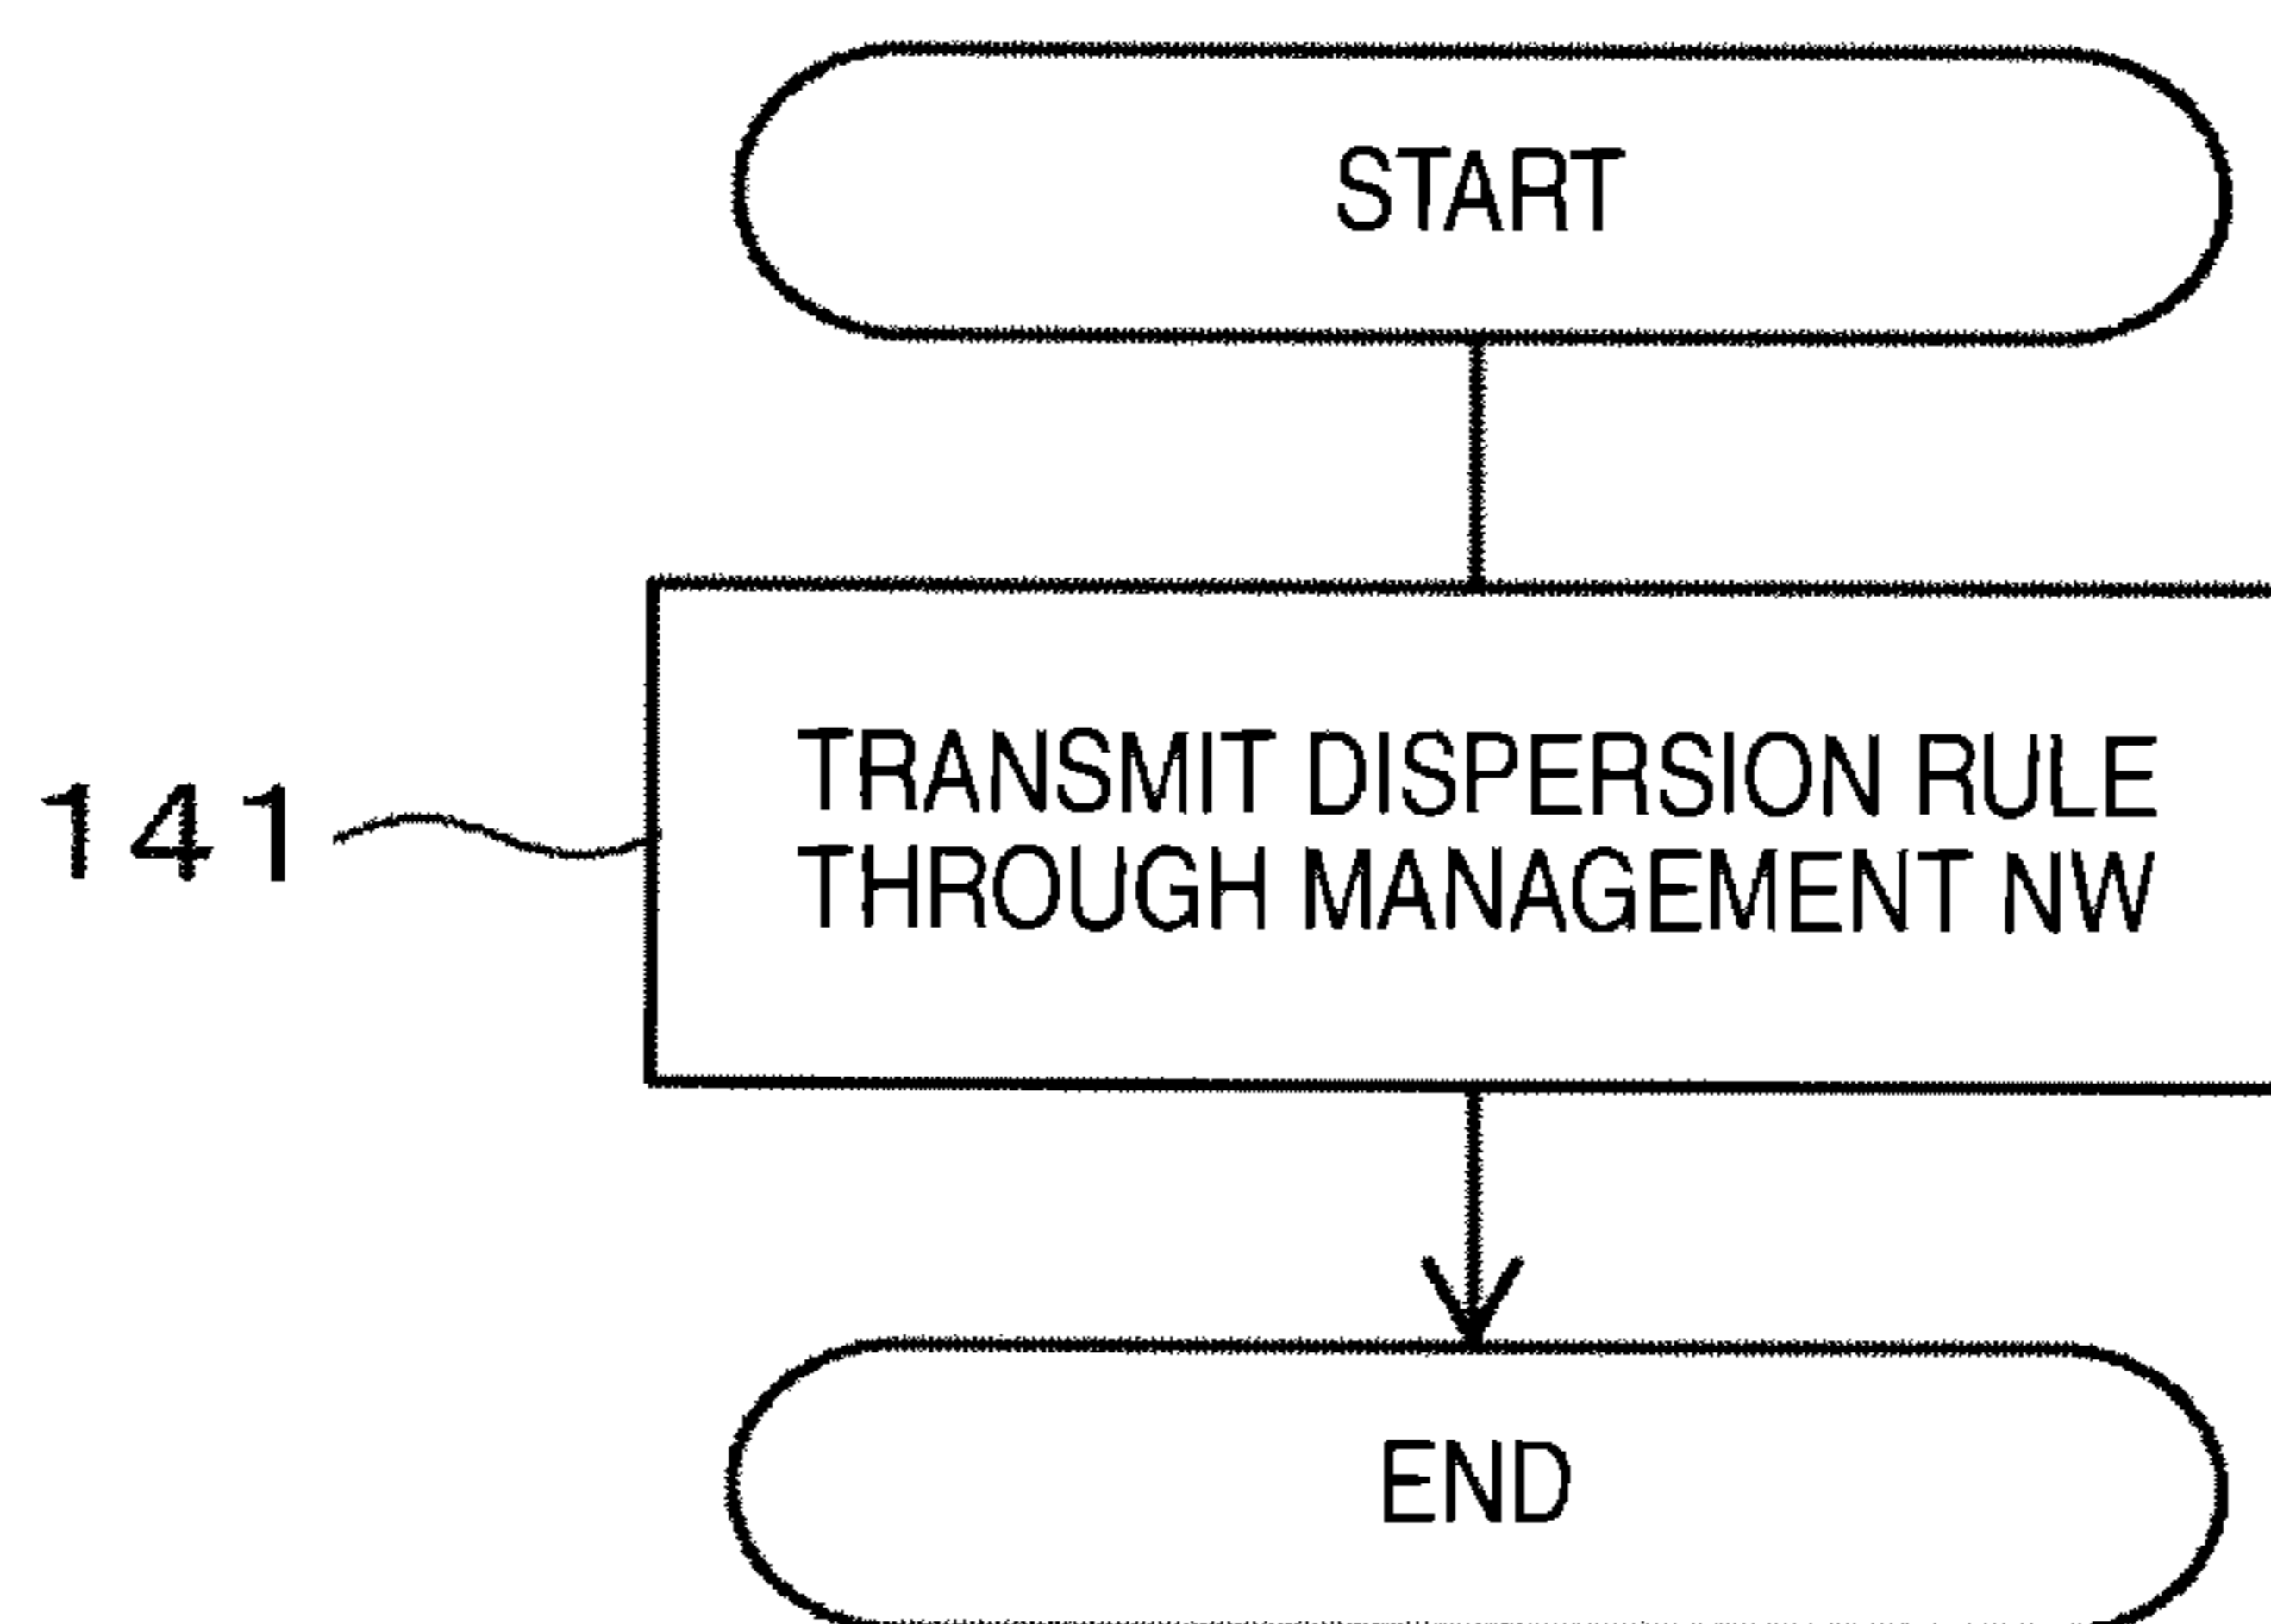 START
TRANSMIT DISPERSION RULE
THROUGH MANAGEMENT NW
141
END